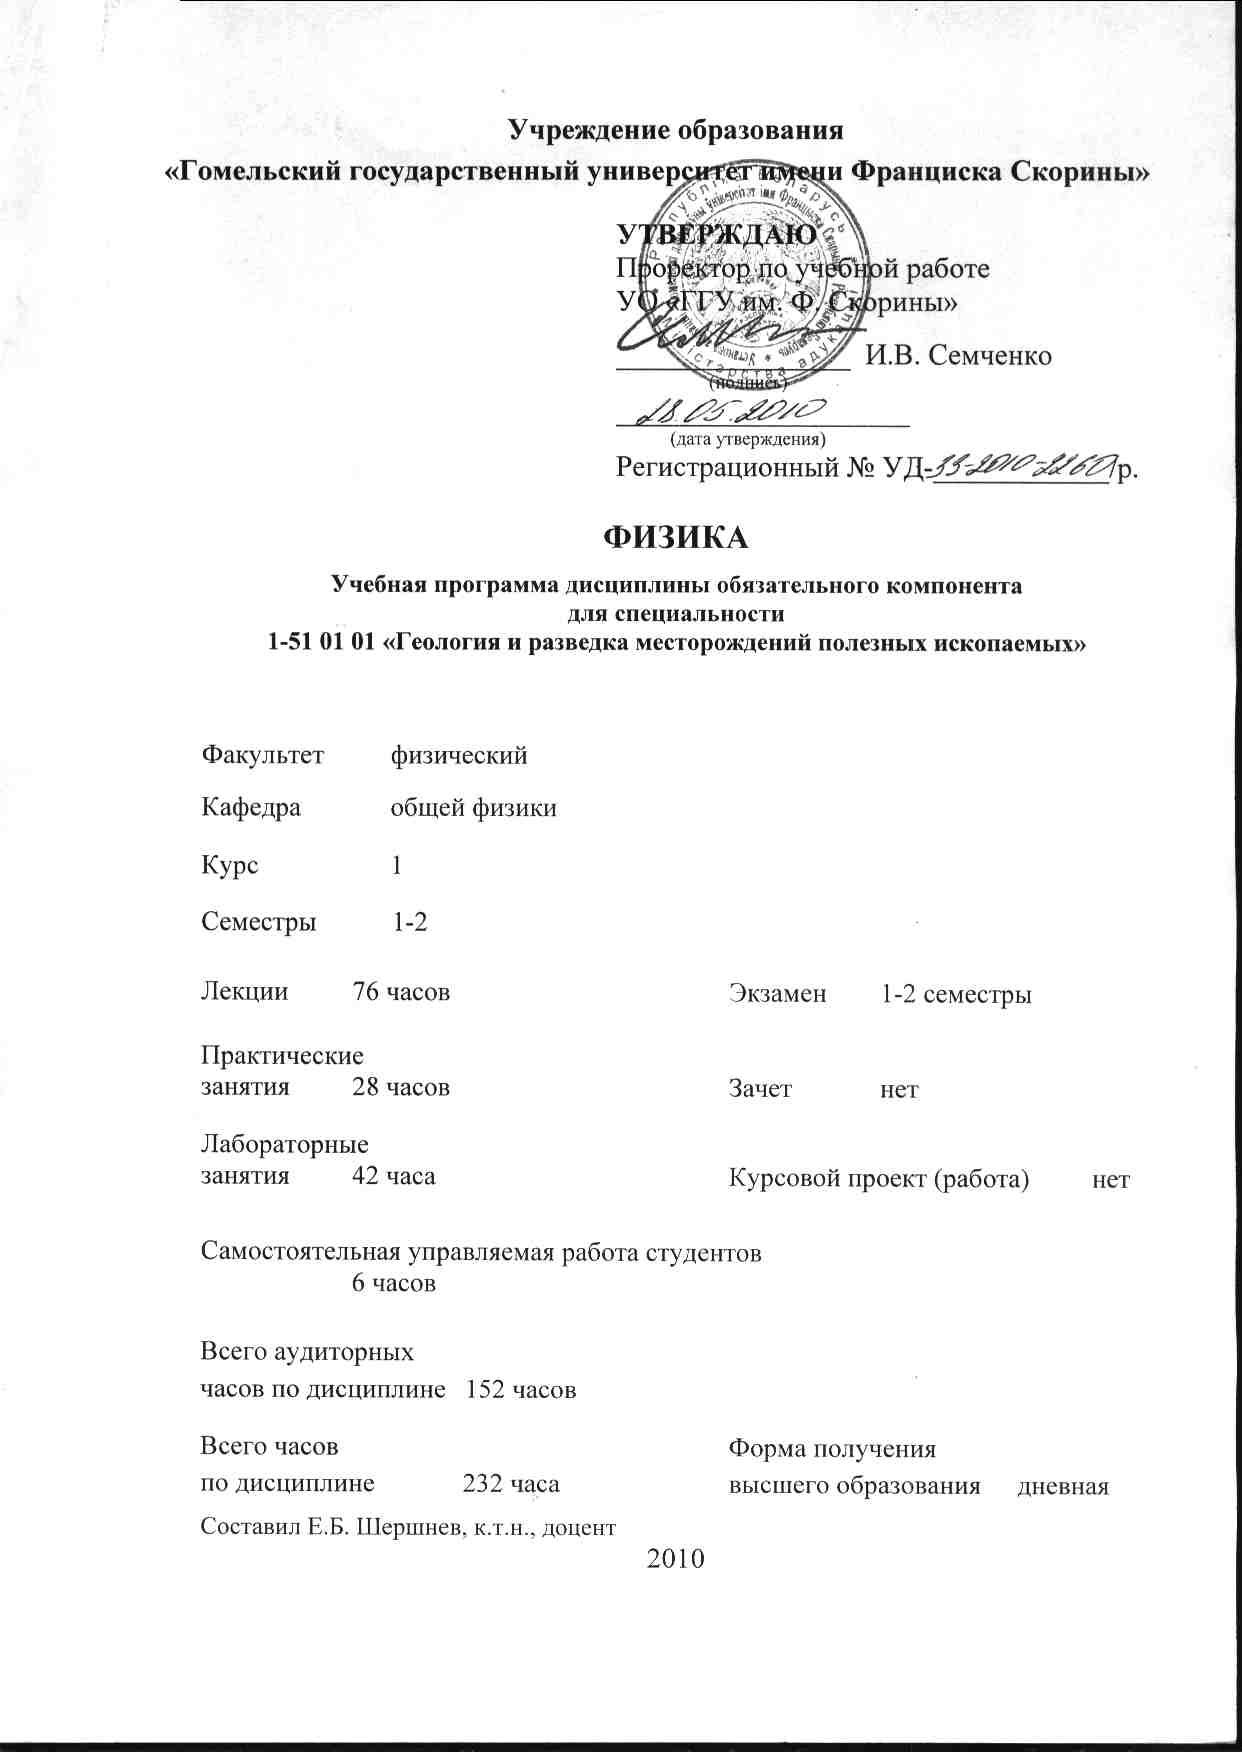 Учреждение образования
«Гомельский государственный университет имени Франциска Скорины»
УТВЕРЖДАЮ
Проректор по учебной работе
УО «ГГУ им. Ф. Скорины»
И.В. Семченко
(подпись)
28.05.2010
(дата утверждения)
Регистрационный № УД-33-2010-2260/р.
ФИЗИКА
Учебная программа дисциплины обязательного компонента
для специальности
1-51 01 01 «Геология и разведка месторождений полезных ископаемых»
Факультет физический
Кафедра общей физики
Курс 1
Семестры 1-2
Лекции 76 часов Экзамен 1-2 семестры
Практические
занятия 28 часов Зачет нет
Лабораторные
занятия 42 часа Курсовой проект (работа) нет
Самостоятельная управляемая работа студентов
6 часов
Всего аудиторных
часов по дисциплине 152 часов
Всего часов Форма получения
по дисциплине 232 часа высшего образования дневная
Составил Е.Б. Шершнев, к.т.н., доцент
2010